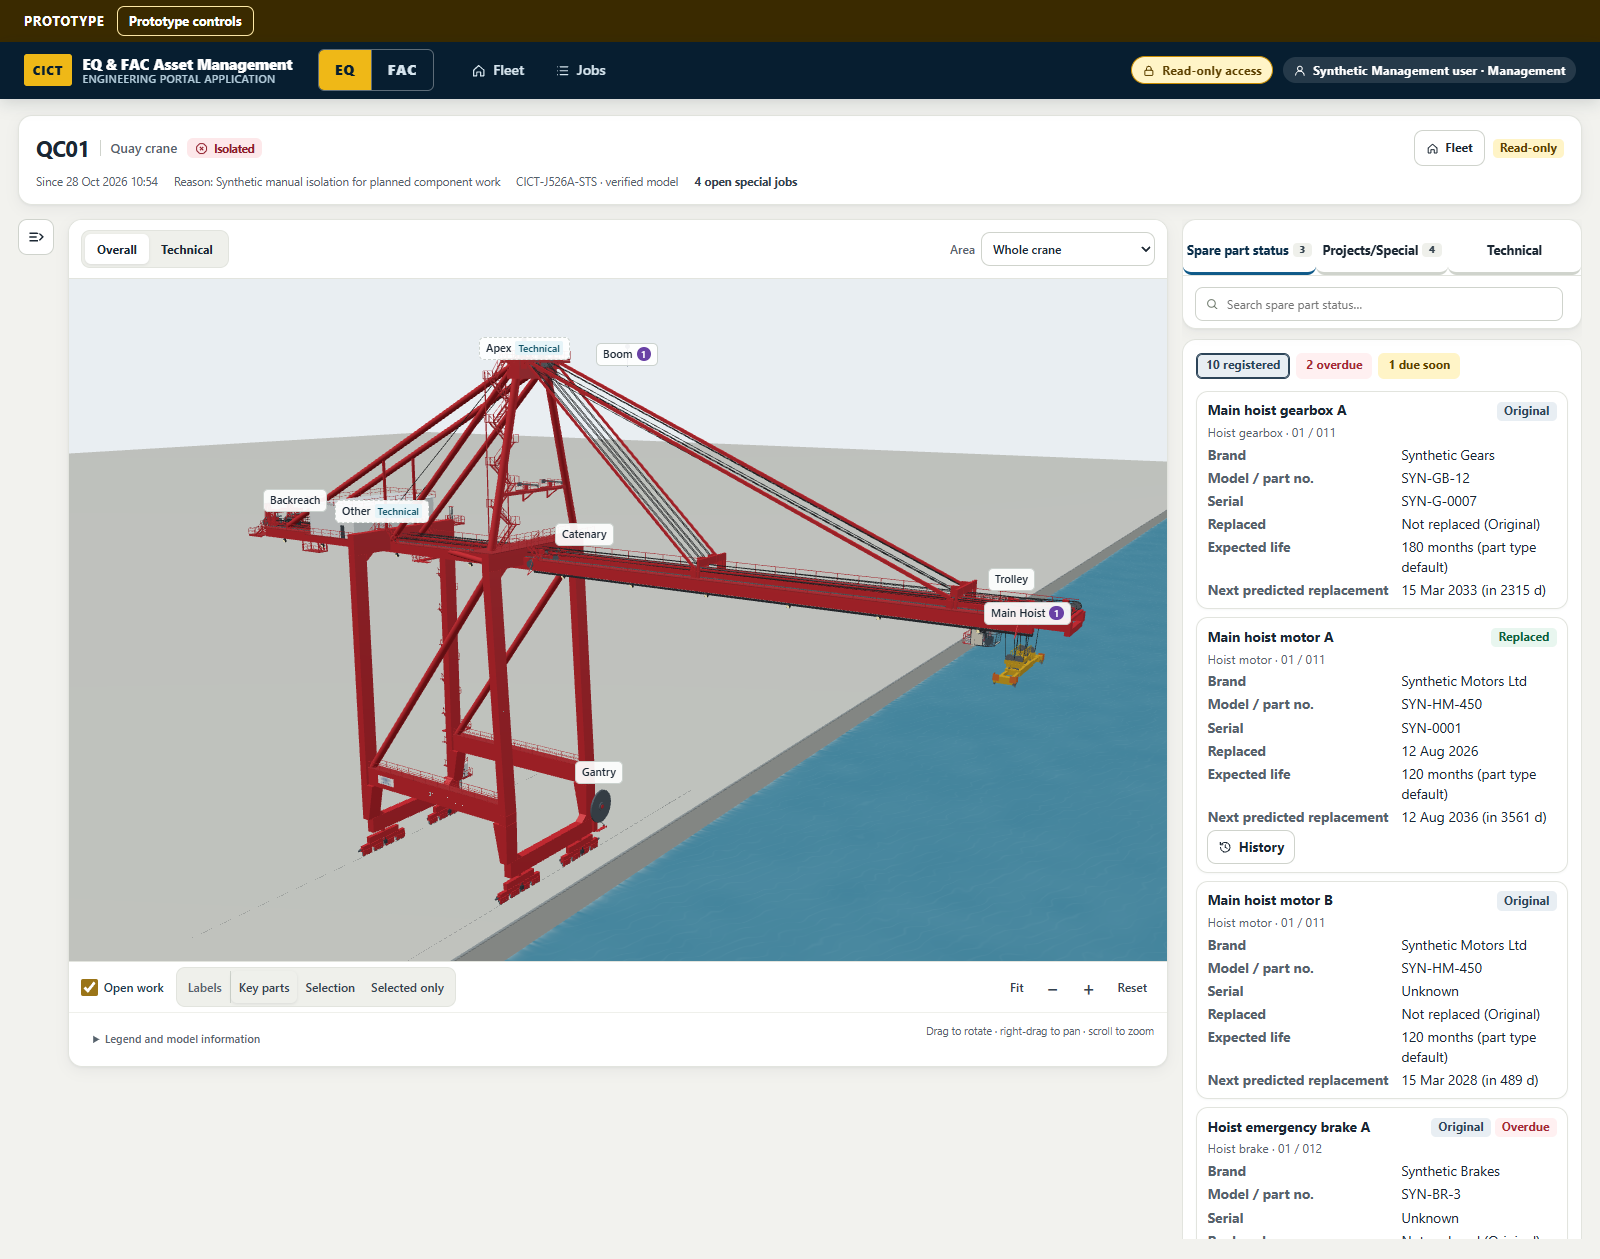 PROTOTYPE Prototype controls
CICT EQ & FAC Asset Management
ENGINEERING PORTAL APPLICATION
EQ FAC Fleet Jobs
Read-only access Synthetic Management user · Management
QC01 Quay crane Isolated
Fleet Read-only
Since 28 Oct 2026 10:54 Reason: Synthetic manual isolation for planned component work CICT-J526A-STS · verified model 4 open special jobs
Overall Technical
Area Whole crane
Apex Technical
Boom 1
Backreach
Other Technical
Catenary
Trolley
Main Hoist 1
Gantry
Open work Labels Key parts Selection Selected only
Fit − + Reset
Legend and model information
Drag to rotate · right-drag to pan · scroll to zoom
Spare part status 3 Projects/Special 4 Technical
Search spare part status...
10 registered 2 overdue 1 due soon
Main hoist gearbox A Original
Hoist gearbox · 01 / 011
Brand Synthetic Gears
Model / part no. SYN-GB-12
Serial SYN-G-0007
Replaced Not replaced (Original)
Expected life 180 months (part type
default)
Next predicted replacement 15 Mar 2033 (in 2315 d)
Main hoist motor A Replaced
Hoist motor · 01 / 011
Brand Synthetic Motors Ltd
Model / part no. SYN-HM-450
Serial SYN-0001
Replaced 12 Aug 2026
Expected life 120 months (part type
default)
Next predicted replacement 12 Aug 2036 (in 3561 d)
History
Main hoist motor B Original
Hoist motor · 01 / 011
Brand Synthetic Motors Ltd
Model / part no. SYN-HM-450
Serial Unknown
Replaced Not replaced (Original)
Expected life 120 months (part type
default)
Next predicted replacement 15 Mar 2028 (in 489 d)
Hoist emergency brake A Original Overdue
Hoist brake · 01 / 012
Brand Synthetic Brakes
Model / part no. SYN-BR-3
Serial Unknown